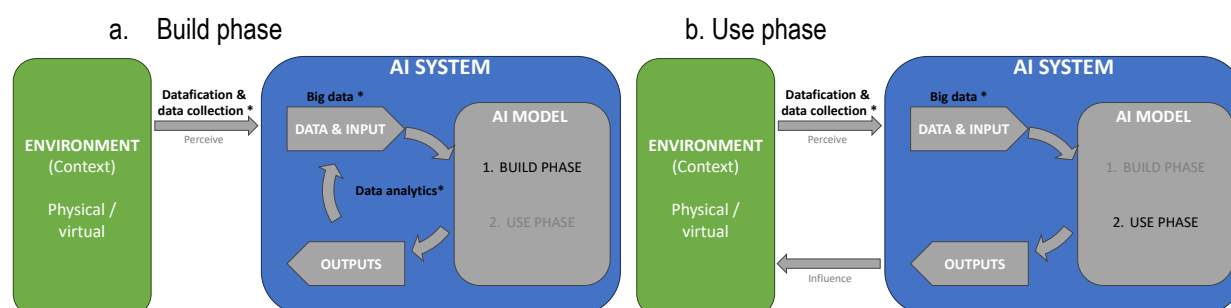 a. Build phase
AI SYSTEM
Datafication &
data collection *
Perceive
Big data *
DATA & INPUT
AI MODEL
ENVIRONMENT
(Context)
Physical /
virtual
1. BUILD PHASE
Data analytics*
2. USE PHASE
OUTPUTS
b. Use phase
AI SYSTEM
Datafication &
data collection *
Perceive
Big data *
DATA & INPUT
AI MODEL
ENVIRONMENT
(Context)
Physical /
virtual
1. BUILD PHASE
2. USE PHASE
OUTPUTS
Influence